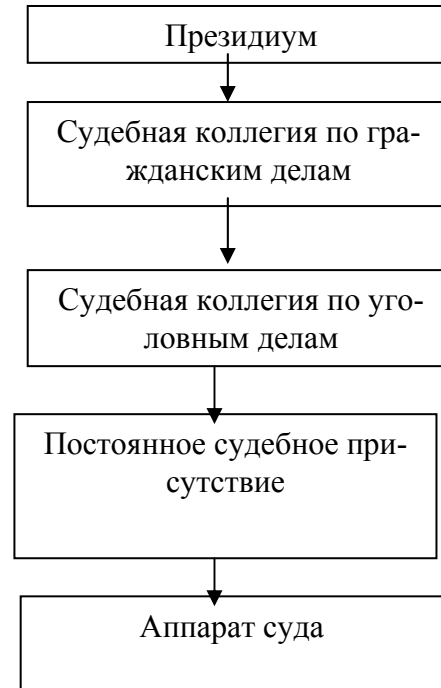 Президиум
Судебная коллегия по гра-
жданским делам
Судебная коллегия по уго-
ловным делам
Постоянное судебное при-
сутствие
Аппарат суда